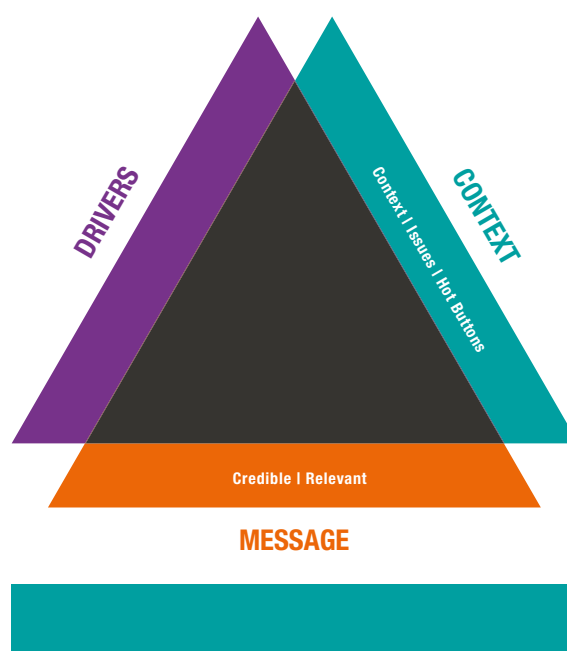 DRIVERS
CONTEXT
Context | Issues | Hot Buttons
Credible | Relevant
MESSAGE